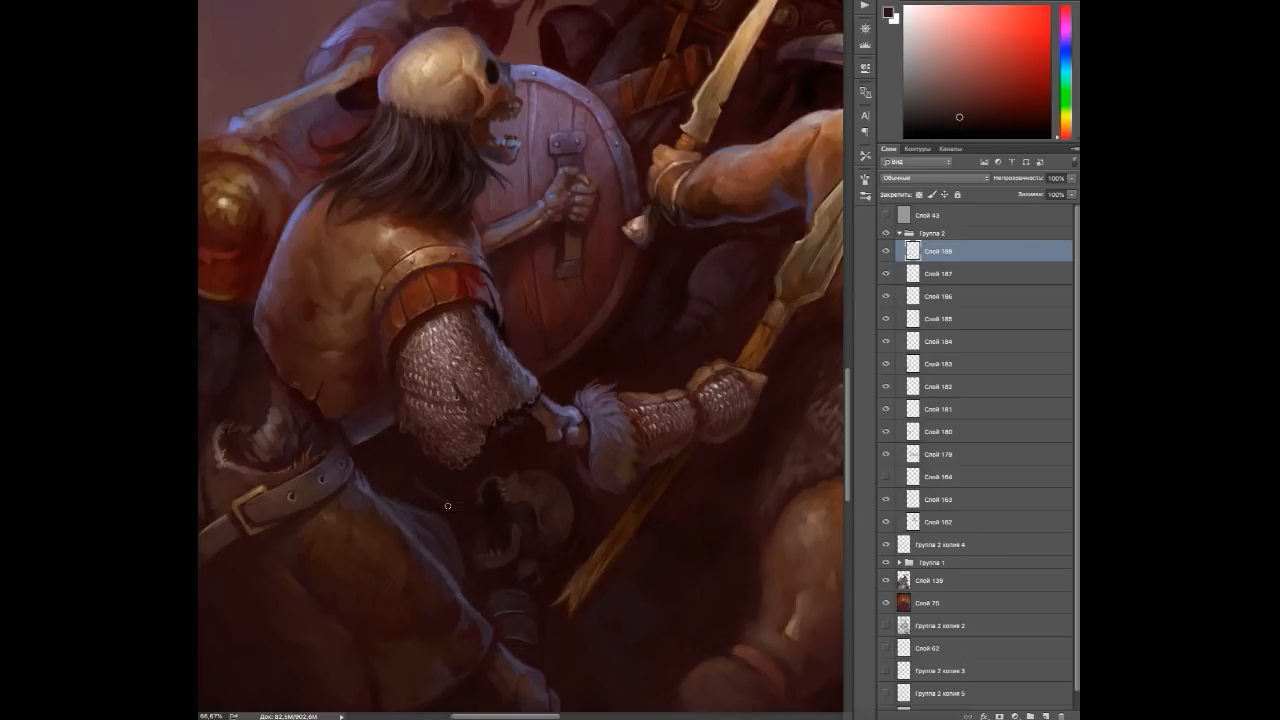 Слои Контуры Каналы
Вид
Обычные Непрозрачность: 100%
Закрепить: Заливка: 100%
Слой 43
Группа 2
Слой 188
Слой 187
Слой 186
Слой 185
Слой 184
Слой 183
Слой 182
Слой 181
Слой 180
Слой 179
Слой 164
Слой 163
Слой 162
Группа 2 копия 4
Группа 1
Слой 139
Слой 75
Группа 2 копия 2
Слой 62
Группа 2 копия 3
Группа 2 копия 5
66,67% Док: 82,5M/902,6M